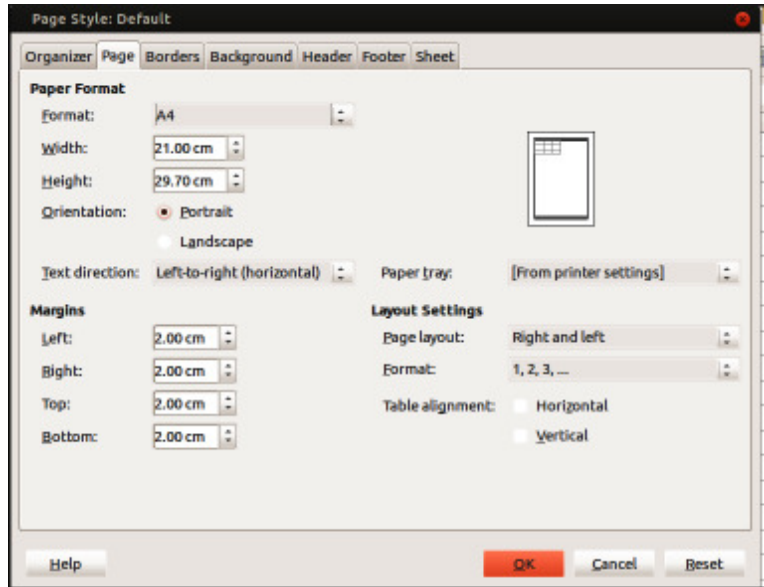 Page Style: Default
Organizer Page Borders Background Header Footer Sheet
Paper Format
Format: A4
Width: 21.00 cm
Height: 29.70 cm
Orientation: Portrait
Landscape
Text direction: Left-to-right (horizontal) Paper tray: [From printer settings]
Margins Layout Settings
Left: 2.00 cm Page layout: Right and left
Right: 2.00 cm Format: 1, 2, 3, ...
Top: 2.00 cm Table alignment: Horizontal
Bottom: 2.00 cm Vertical
Help OK Cancel Reset